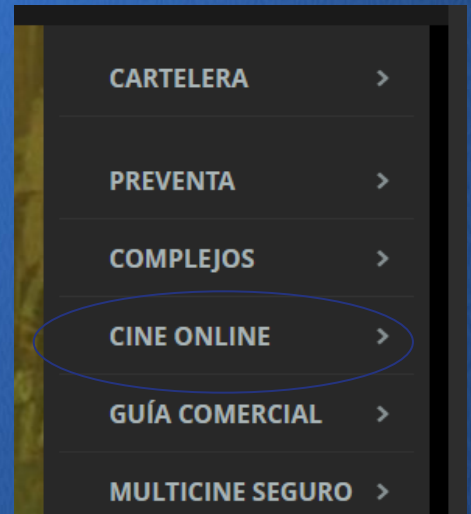 CARTELERA
PREVENTA
COMPLEJOS
CINE ONLINE
GUÍA COMERCIAL
MULTICINE SEGURO